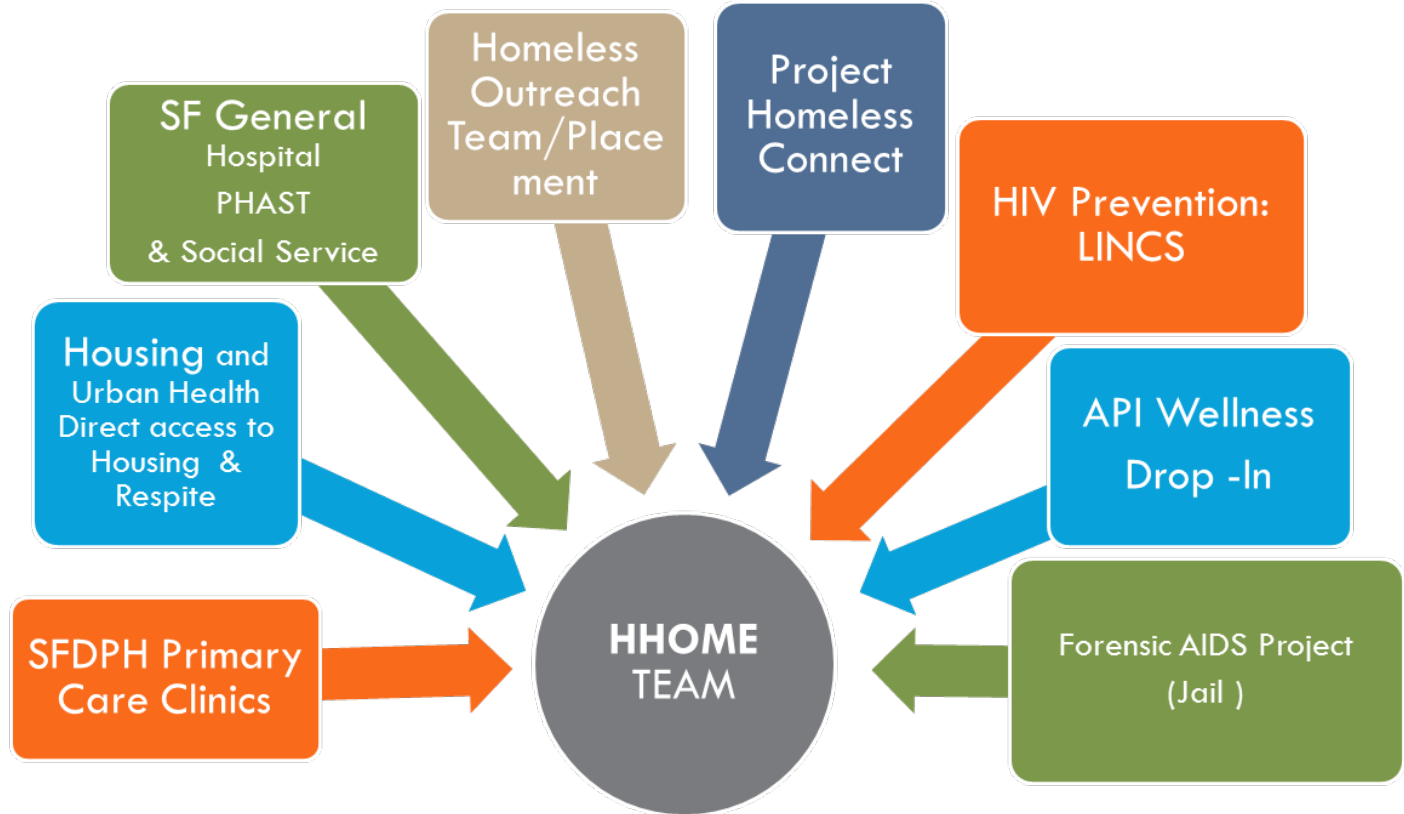 SFDPH Primary
Care Clinics
Housing and
Urban Health
Direct access to
Housing &
Respite
SF General
Hospital
PHAST
& Social Service
Homeless
Outreach
Team/Place
ment
Project
Homeless
Connect
HIV Prevention:
LINCS
API Wellness
Drop -In
Forensic AIDS Project
(Jail )
HHOME
TEAM